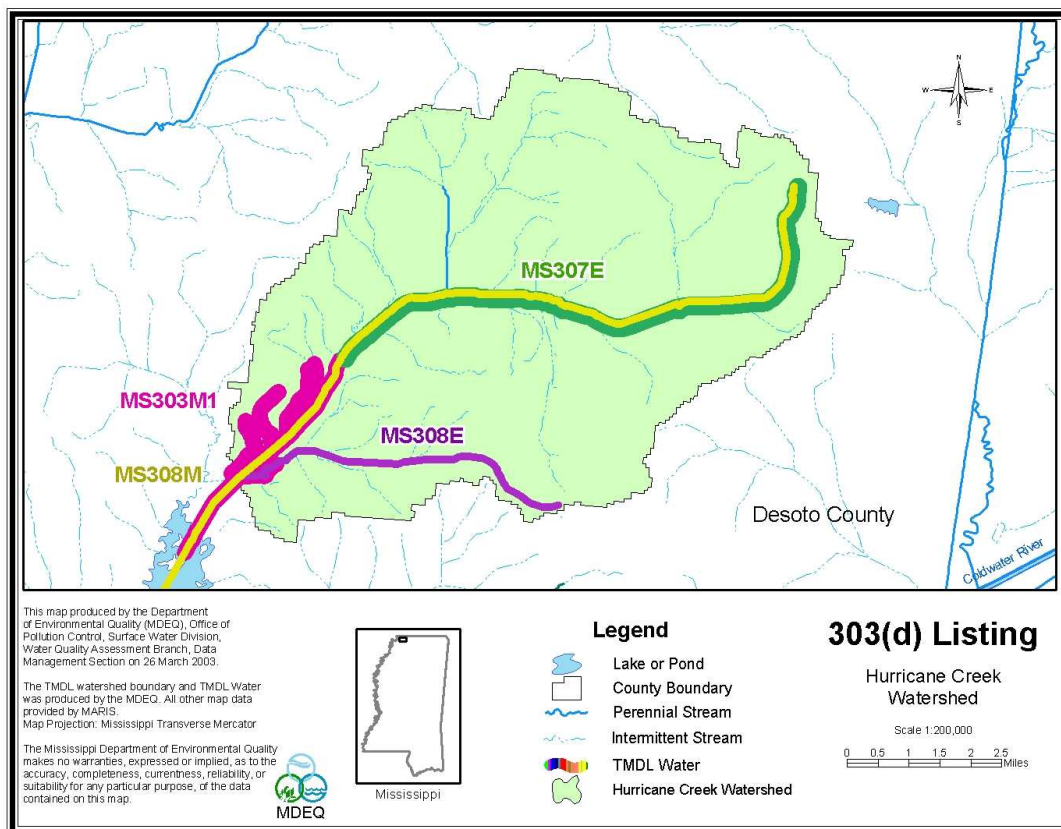 N
W E
S
MS307E
MS303M1
MS308E
MS308M
Desoto County
Coldwater River
This map produced by the Department
of Environmental Quality (MDEQ), Office of
Pollution Control, Surface Water Division,
Water Quality Assessment Branch, Data
Management Section on 26 March 2003.
The TMDL watershed boundary and TMDL Water
was produced by the MDEQ. All other map data
provided by MARIS.
Map Projection: Mississippi Transverse Mercator
The Mississippi Department of Environmental Quality
makes no warranties, expressed or implied, as to the
accuracy, completeness, currentness, reliability, or
suitability for any particular purpose, of the data
contained on this map.
MDEQ
Mississippi
Legend
Lake or Pond
County Boundary
Perennial Stream
Intermittent Stream
TMDL Water
Hurricane Creek Watershed
303(d) Listing
Hurricane Creek
Watershed
Scale 1:200,000
0 0.5 1 1.5 2 2.5
Miles